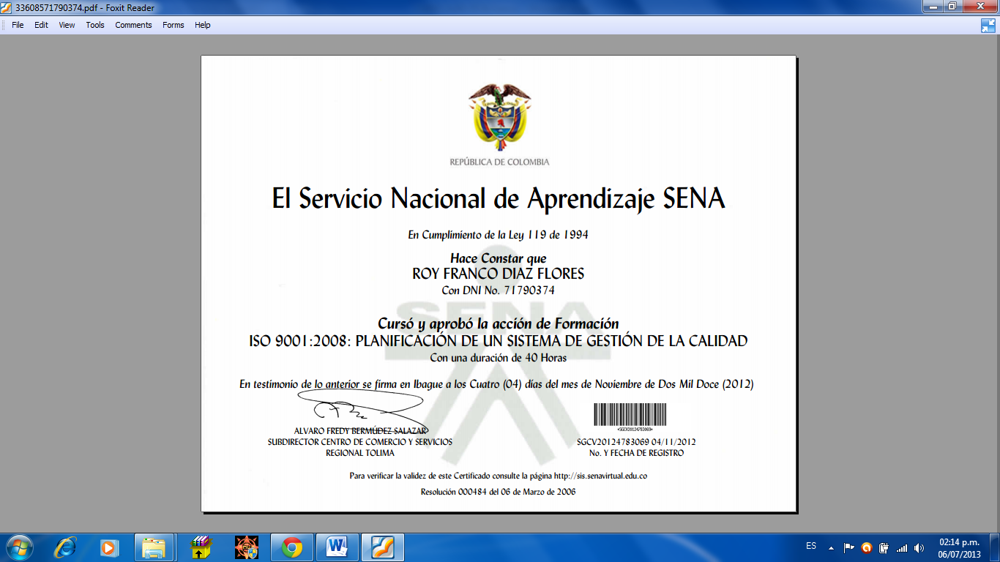 33608571790374.pdf - Foxit Reader
File Edit View Tools Comments Forms Help
REPÚBLICA DE COLOMBIA
El Servicio Nacional de Aprendizaje SENA
En Cumplimiento de la Ley 119 de 1994
Hace Constar que
ROY FRANCO DIAZ FLORES
Con DNI No. 71790374
SENA
Cursó y aprobó la acción de Formación
ISO 9001:2008: PLANIFICACIÓN DE UN SISTEMA DE GESTIÓN DE LA CALIDAD
Con una duración de 40 Horas
En testimonio de lo anterior se firma en Ibague a los Cuatro (04) días del mes de Noviembre de Dos Mil Doce (2012)
ALVARO FREDY BERMÚDEZ SALAZAR
SUBDIRECTOR CENTRO DE COMERCIO Y SERVICIOS
REGIONAL TOLIMA
*SGCV20124783069*
SGCV20124783069 04/11/2012
No. Y FECHA DE REGISTRO
Para verificar la validez de este Certificado consulte la página http://sis.senavirtual.edu.co
Resolución 000484 del 06 de Marzo de 2006
ES
02:14 p.m.
06/07/2013